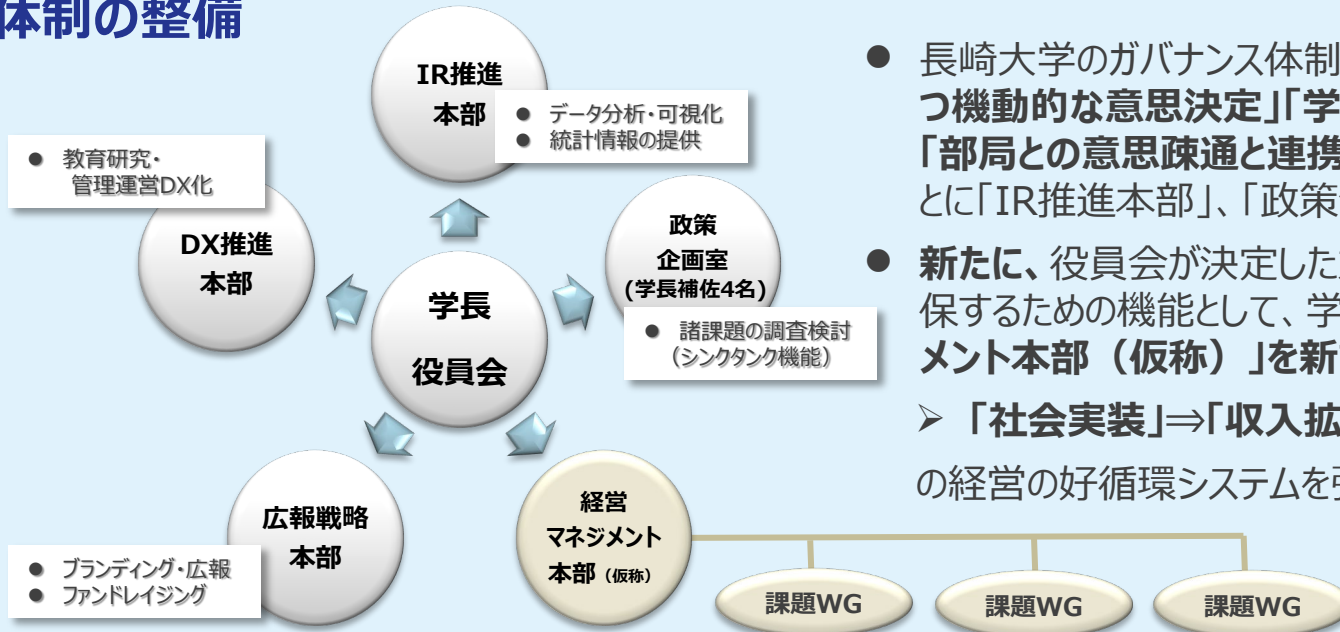 体制の整備
IR推進
本部
● データ分析・可視化
● 統計情報の提供
● 教育研究・
管理運営DX化
DX推進
本部
政策
企画室
(学長補佐4名)
● 諸課題の調査検討
（シンクタンク機能）
学長
役員会
広報戦略
本部
● ブランディング・広報
● ファンドレイジング
経営
マネジメント
本部（仮称）
課題WG
課題WG
課題WG
● 長崎大学のガバナンス体制
つ機動的な意思決定」「学
「部局との意思疎通と連携
とに「IR推進本部」、「政策
● 新たに、役員会が決定した
保するための機能として、学
メント本部（仮称）」を新
➢ 「社会実装」⇒「収入拡
の経営の好循環システムを